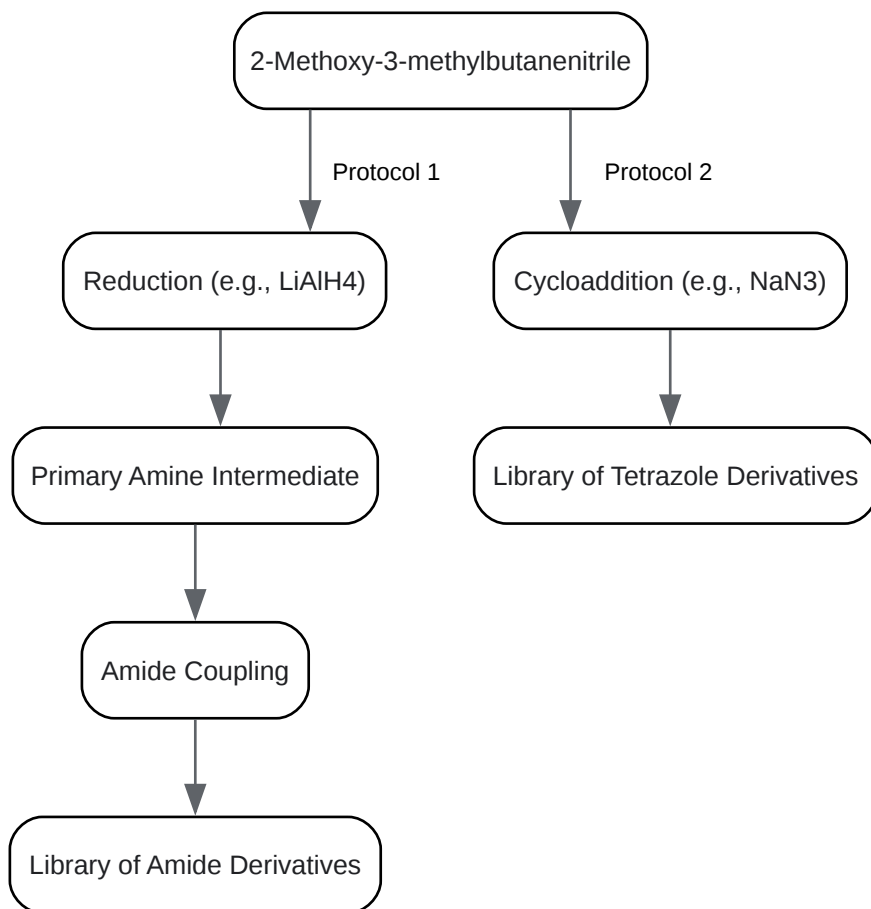 2-Methoxy-3-methylbutanenitrile
Protocol 1
Protocol 2
Reduction (e.g., LiAlH4)
Cycloaddition (e.g., NaN3)
Primary Amine Intermediate
Library of Tetrazole Derivatives
Amide Coupling
Library of Amide Derivatives